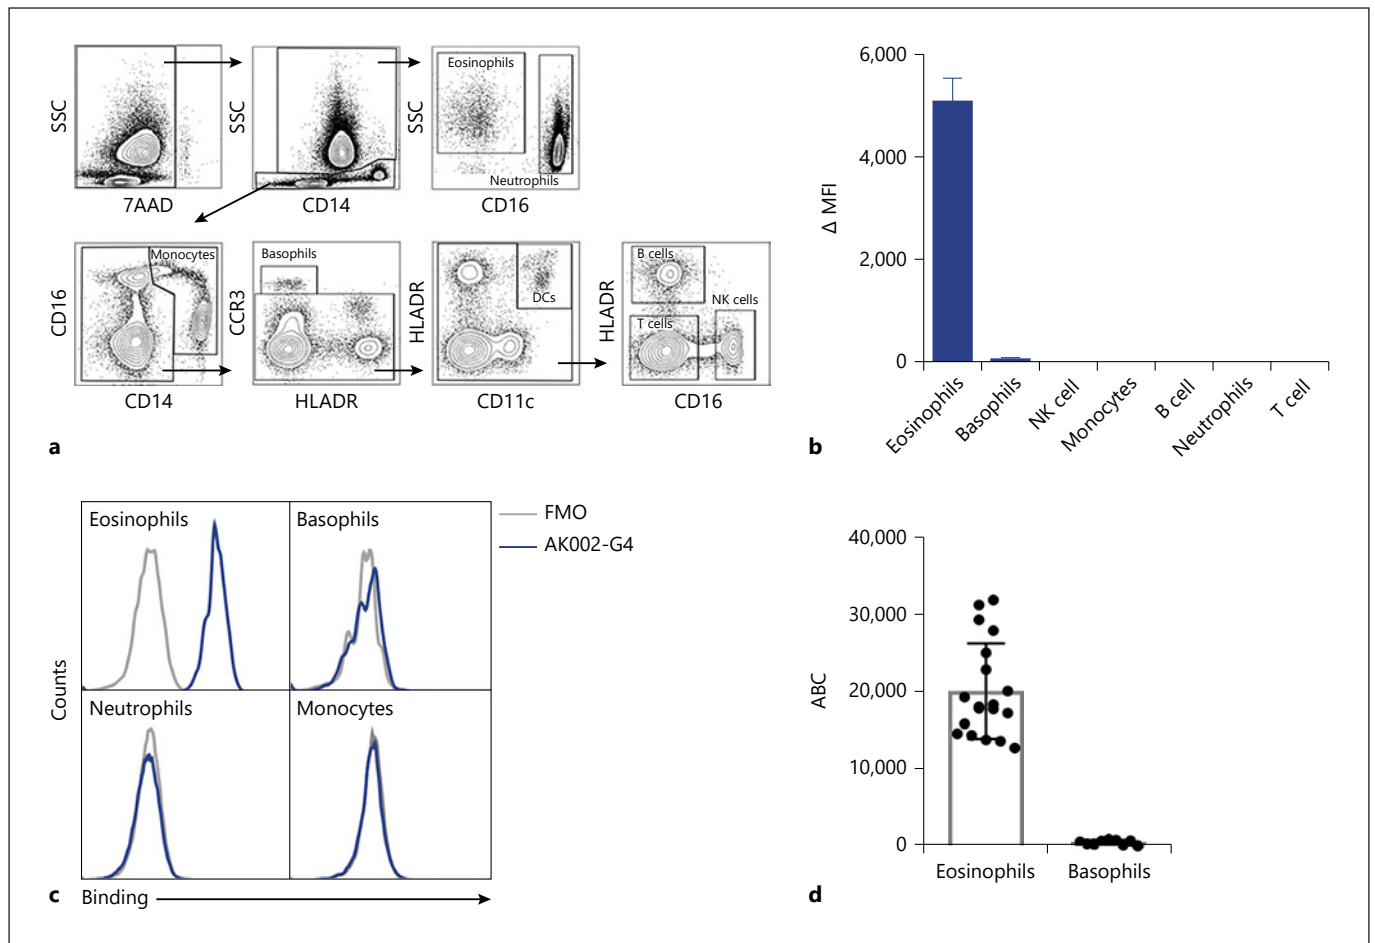 SSC
7AAD
SSC
CD14
SSC
Eosinophils
Neutrophils
CD16
CD16
Monocytes
CD14
CCR3
Basophils
HLADR
HLADR
DCs
CD11c
HLADR
B cells
NK cells
T cells
CD16
a
6,000
4,000
2,000
0
Δ MFI
Eosinophils
Basophils
NK cell
Monocytes
B cell
Neutrophils
T cell
b
Eosinophils
Basophils
Neutrophils
Monocytes
FMO
AK002-G4
Counts
c
Binding
40,000
30,000
20,000
10,000
0
ABC
Eosinophils
Basophils
d